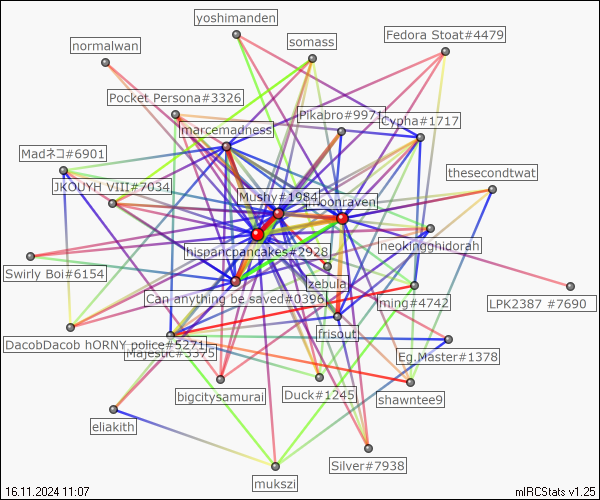 yoshimanden
normalwan
somass
Fedora Stoat#4479
Pocket Persona#3326
Pikabro#9971
Cypha#1717
marcemadness
Madネコ#6901
thesecondtwat
JKOUYH VIII#7034
Mushy#1984
moonraven
neokingghidorah
hispancpancakes#2928
Swirly Boi#6154
zebula
Can anything be saved#0396
ming#4742
LPK2387 #7690
frisout
DacobDacob hORNY police#5271
Majestic#5375
Eg.Master#1378
bigcitysamurai
Duck#1245
shawntee9
eliakith
Silver#7938
mukszi
16.11.2024 11:07
mIRCStats v1.25